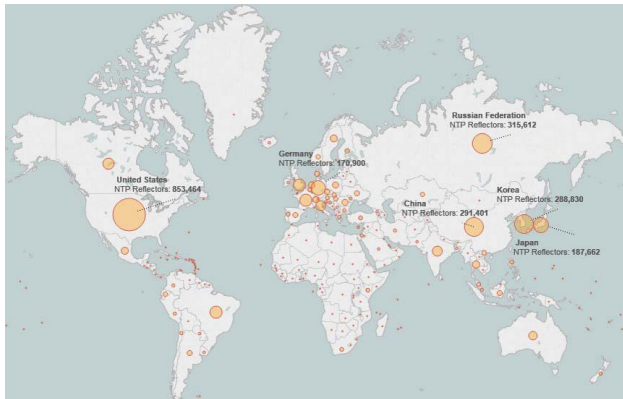 Russian Federation
NTP Reflectors: 315,612
Germany
NTP Reflectors: 170,900
United States
NTP Reflectors: 853,464
Korea
NTP Reflectors: 288,830
China
NTP Reflectors: 291,401
Japan
NTP Reflectors: 187,662